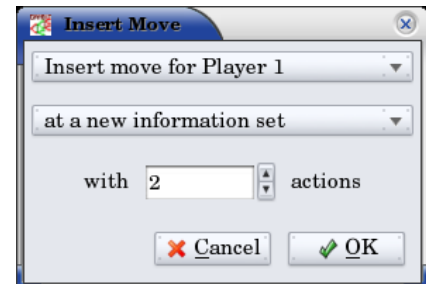 Insert Move
Insert move for Player 1
at a new information set
with 2 actions
Cancel OK